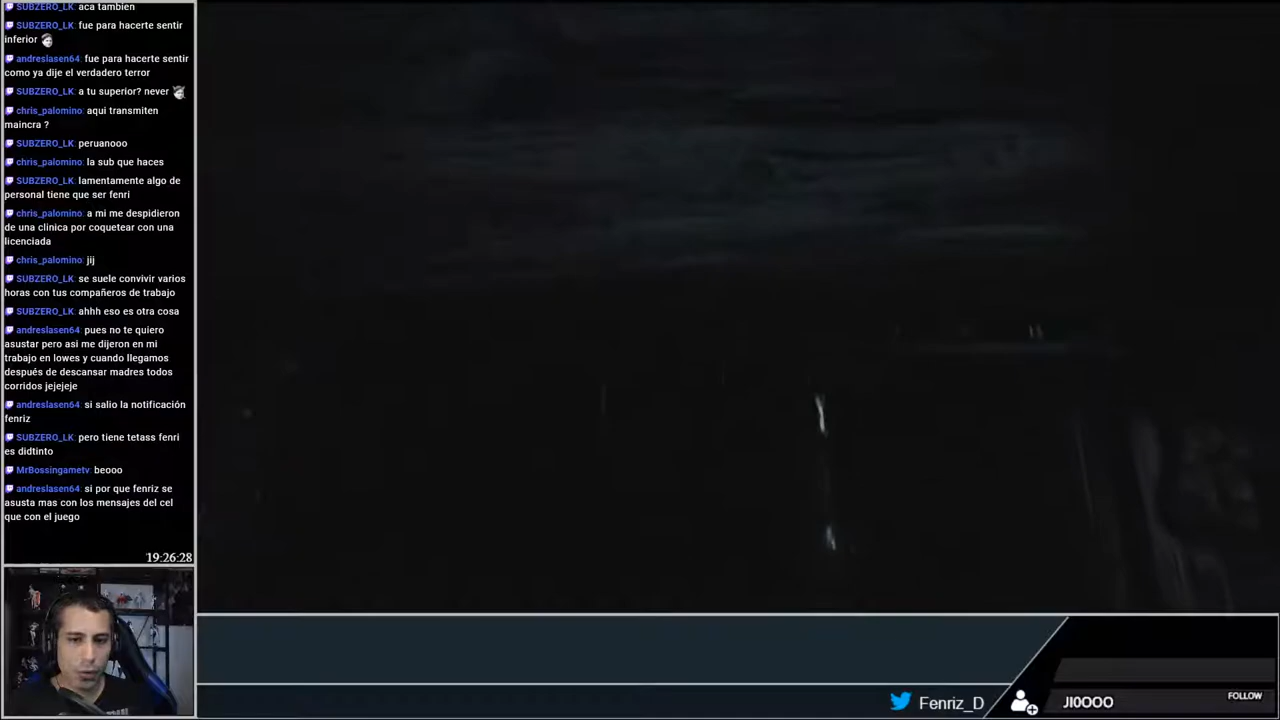 SUBZERO_LK: aca tambien
SUBZERO_LK: fue para hacerte sentir
inferior
andreslasen64: fue para hacerte sentir
como ya dije el verdadero terror
SUBZERO_LK: a tu superior? never
chris_palomino: aqui transmiten
maincra ?
SUBZERO_LK: peruanooo
chris_palomino: la sub que haces
SUBZERO_LK: lamentamente algo de
personal tiene que ser fenri
chris_palomino: a mi me despidieron
de una clinica por coquetear con una
licenciada
chris_palomino: jij
SUBZERO_LK: se suele convivir varios
horas con tus compañeros de trabajo
SUBZERO_LK: ahhh eso es otra cosa
andreslasen64: pues no te quiero
asustar pero asi me dijeron en mi
trabajo en lowes y cuando llegamos
después de descansar madres todos
corridos jejejeje
andreslasen64: si salio la notificación
fenriz
SUBZERO_LK: pero tiene tetass fenri
es didtinto
MrBossingametv: beooo
andreslasen64: si por que fenriz se
asusta mas con los mensajes del cel
que con el juego
19:26:28
Fenriz_D
JI0OOO
FOLLOW